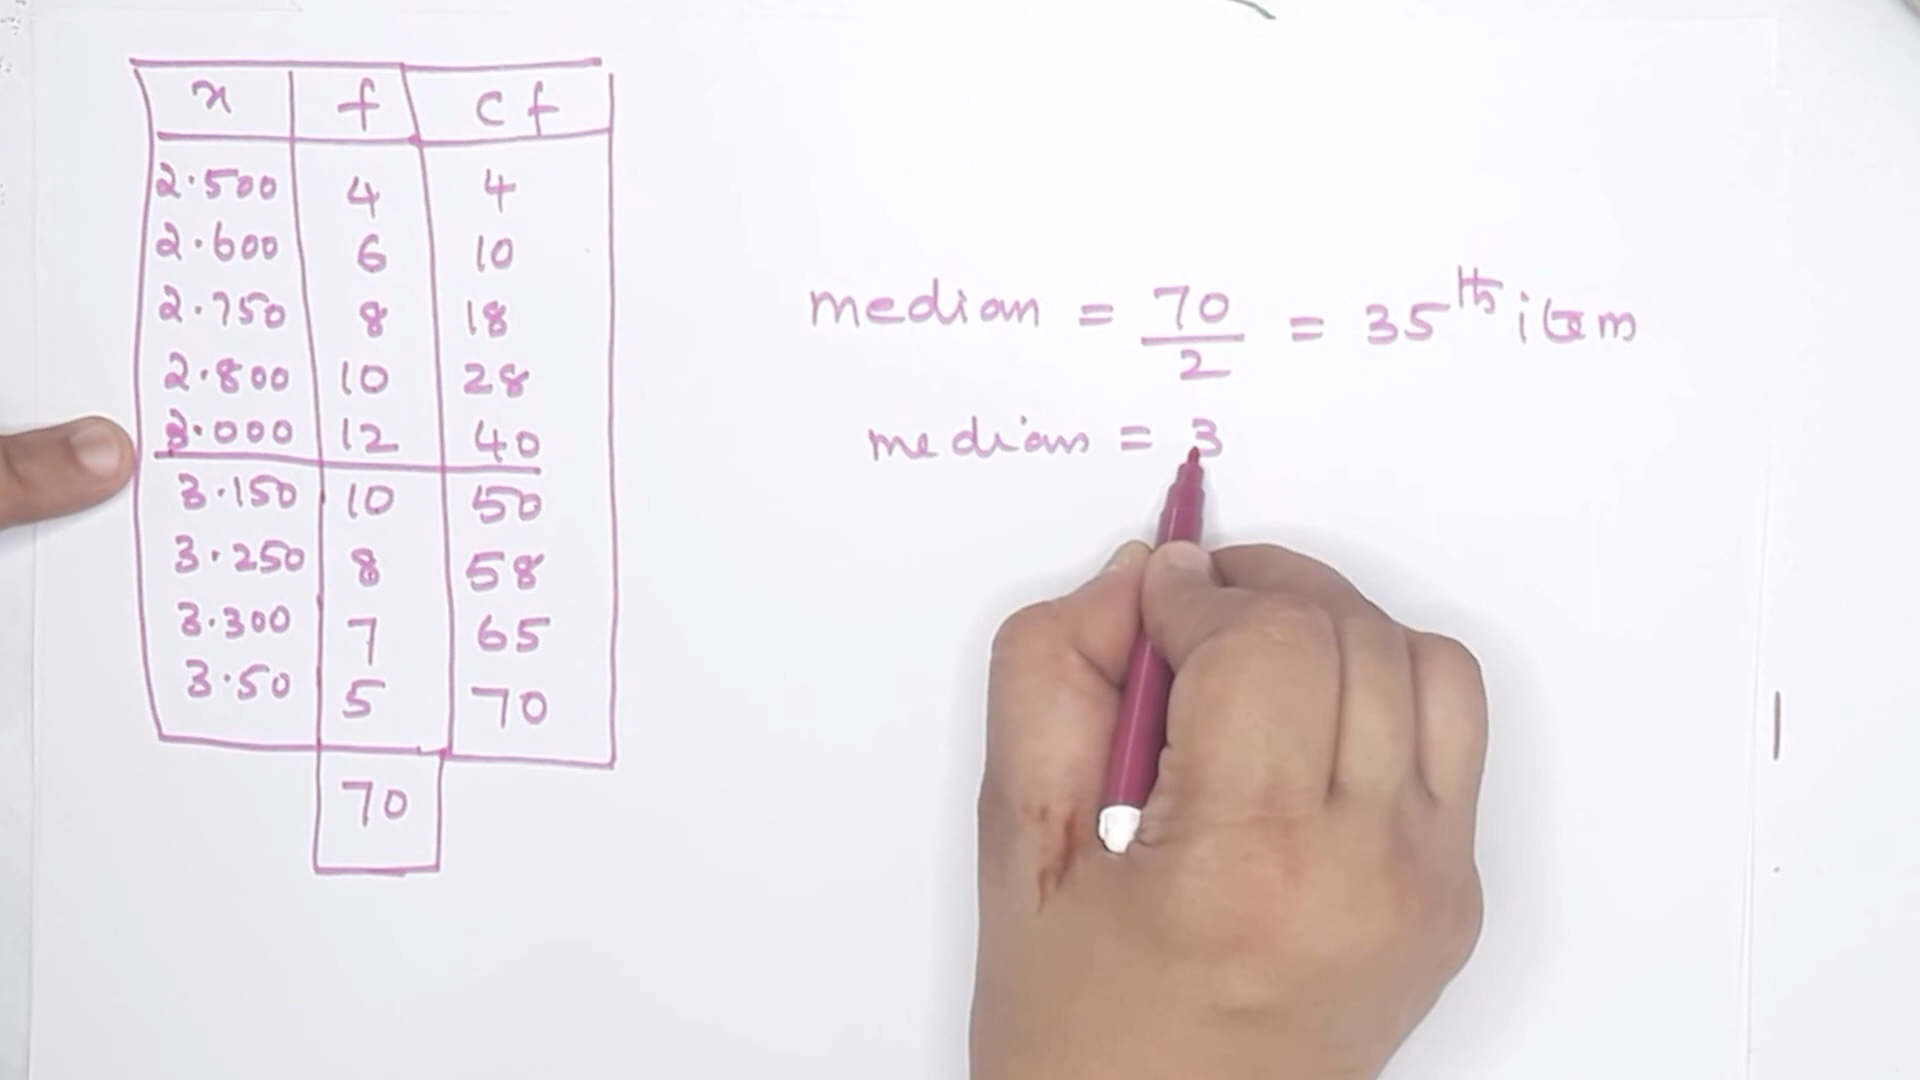 x f cf
2.500 4 4
2.600 6 10
2.750 8 18
2.800 10 28
3.000 12 40
3.150 10 50
3.250 8 58
3.300 7 65
3.50 5 70
70
median = 70/2 = 35th item
median = 3